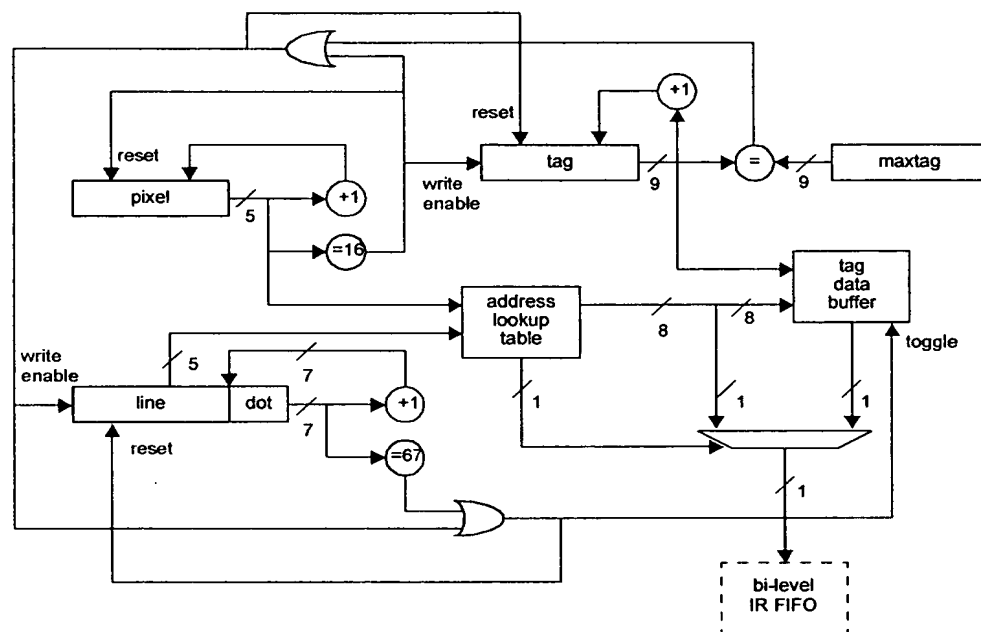 reset
+1
reset
tag
=
maxtag
9
9
write
enable
pixel
5
+1
=16
tag
data
buffer
address
lookup
table
8
8
toggle
write
enable
5
7
line
dot
7
+1
1
1
1
reset
=67
1
bi-level
IR FIFO